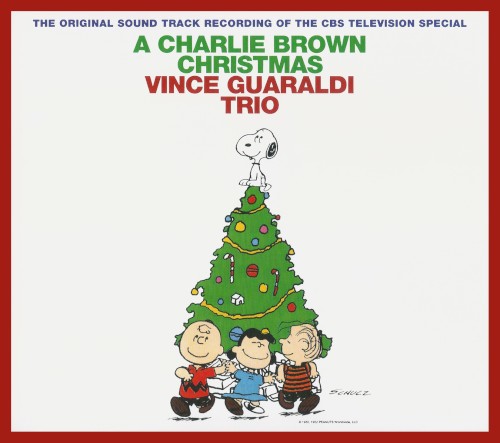 THE ORIGINAL SOUND TRACK RECORDING OF THE CBS TELEVISION SPECIAL
A CHARLIE BROWN
CHRISTMAS
VINCE GUARALDI
TRIO
SCHULZ